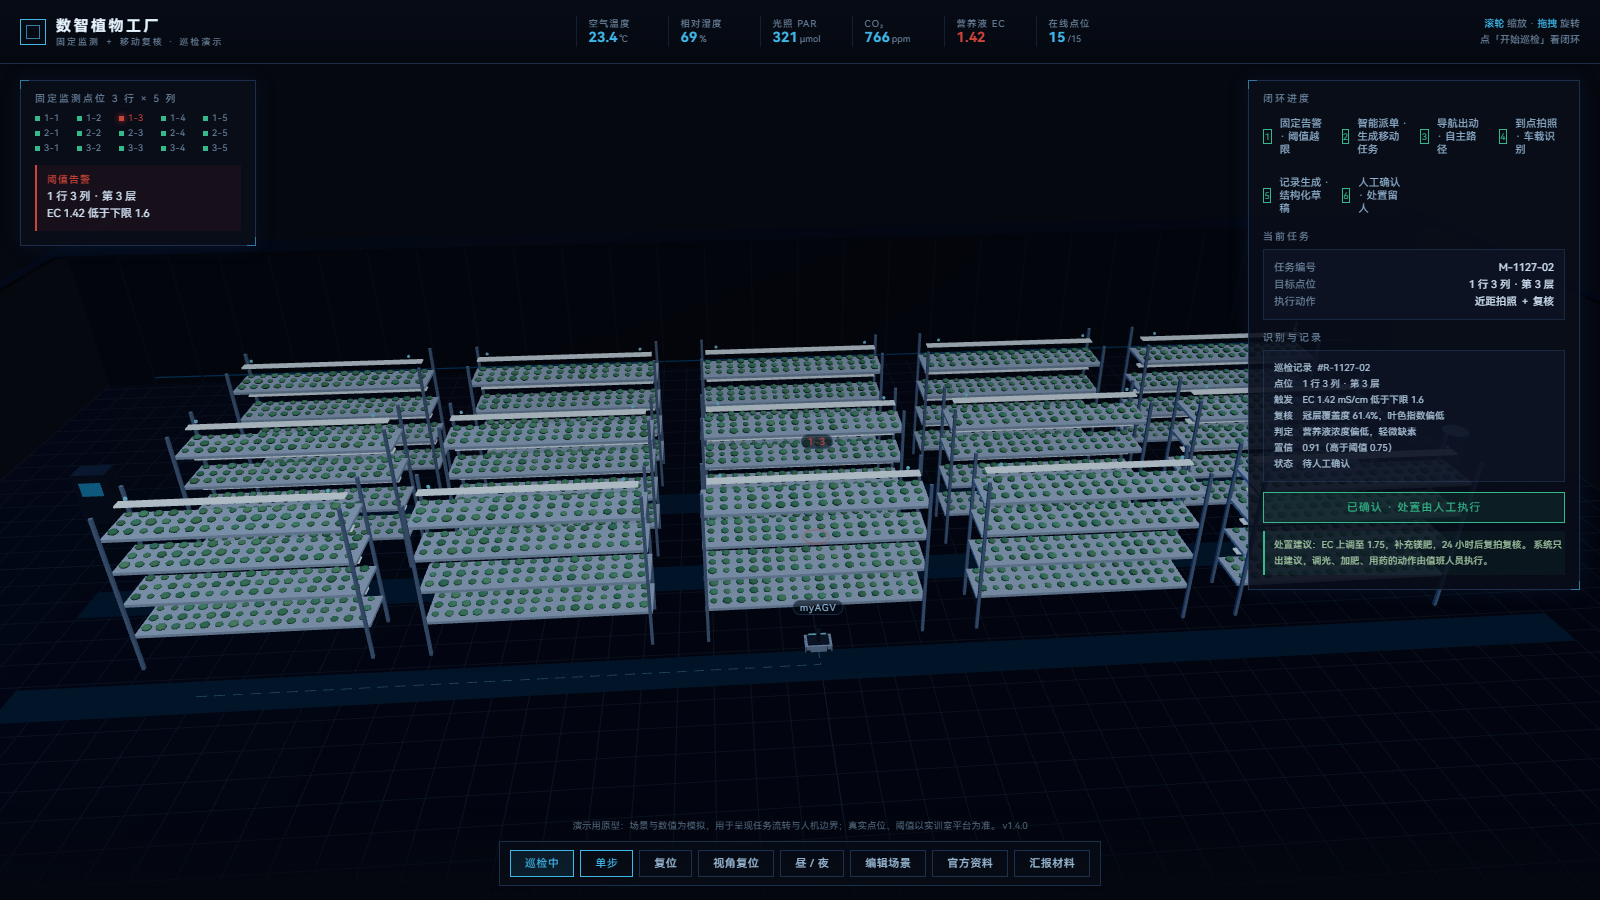 数智植物工厂
固定监测 + 移动复核 · 巡检演示
空气温度
23.4℃
相对湿度
69%
光照 PAR
321 μmol
CO₂
766 ppm
营养液 EC
1.42
在线点位
15/15
滚轮 缩放 · 拖拽 旋转
点「开始巡检」看闭环
固定监测点位 3 行 × 5 列
1-1 1-2 1-3 1-4 1-5
2-1 2-2 2-3 2-4 2-5
3-1 3-2 3-3 3-4 3-5
阈值告警
1 行 3 列 · 第 3 层
EC 1.42 低于下限 1.6
闭环进度
1 固定告警
· 阈值越
限
2 智能派单 ·
生成移动
任务
3 导航出动
· 自主路
径
4 到点拍照
· 车载识
别
5 记录生成 ·
结构化草
稿
6 人工确认
· 处置留
人
当前任务
任务编号 M-1127-02
目标点位 1 行 3 列 · 第 3 层
执行动作 近距拍照 + 复核
识别与记录
巡检记录 #R-1127-02
点位 1 行 3 列 · 第 3 层
触发 EC 1.42 mS/cm 低于下限 1.6
复核 冠层覆盖度 61.4%，叶色指数偏低
判定 营养液浓度偏低，轻微缺素
置信 0.91（高于阈值 0.75）
状态 待人工确认
已确认 · 处置由人工执行
处置建议：EC 上调至 1.75，补充镁肥，24 小时后复拍复核。 系统只
出建议，调光、加肥、用药的动作由值班人员执行。
1-3
myAGV
演示用原型：场景与数值为模拟，用于呈现任务流转与人机边界；真实点位、阈值以实训室平台为准。 v1.4.0
巡检中
单步
复位
视角复位
昼 / 夜
编辑场景
官方资料
汇报材料